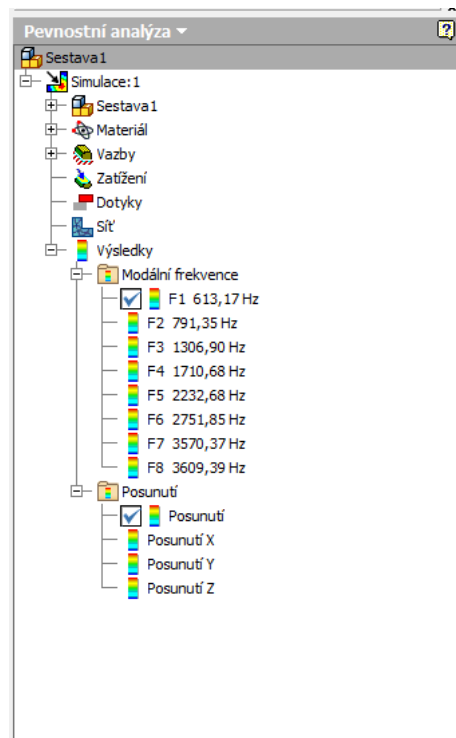 Pevnostní analýza
Sestava1
Simulace:1
Sestava1
Materiál
Vazby
Zatížení
Dotyky
Síť
Výsledky
Modální frekvence
F1 613,17 Hz
F2 791,35 Hz
F3 1306,90 Hz
F4 1710,68 Hz
F5 2232,68 Hz
F6 2751,85 Hz
F7 3570,37 Hz
F8 3609,39 Hz
Posunutí
Posunutí
Posunutí X
Posunutí Y
Posunutí Z